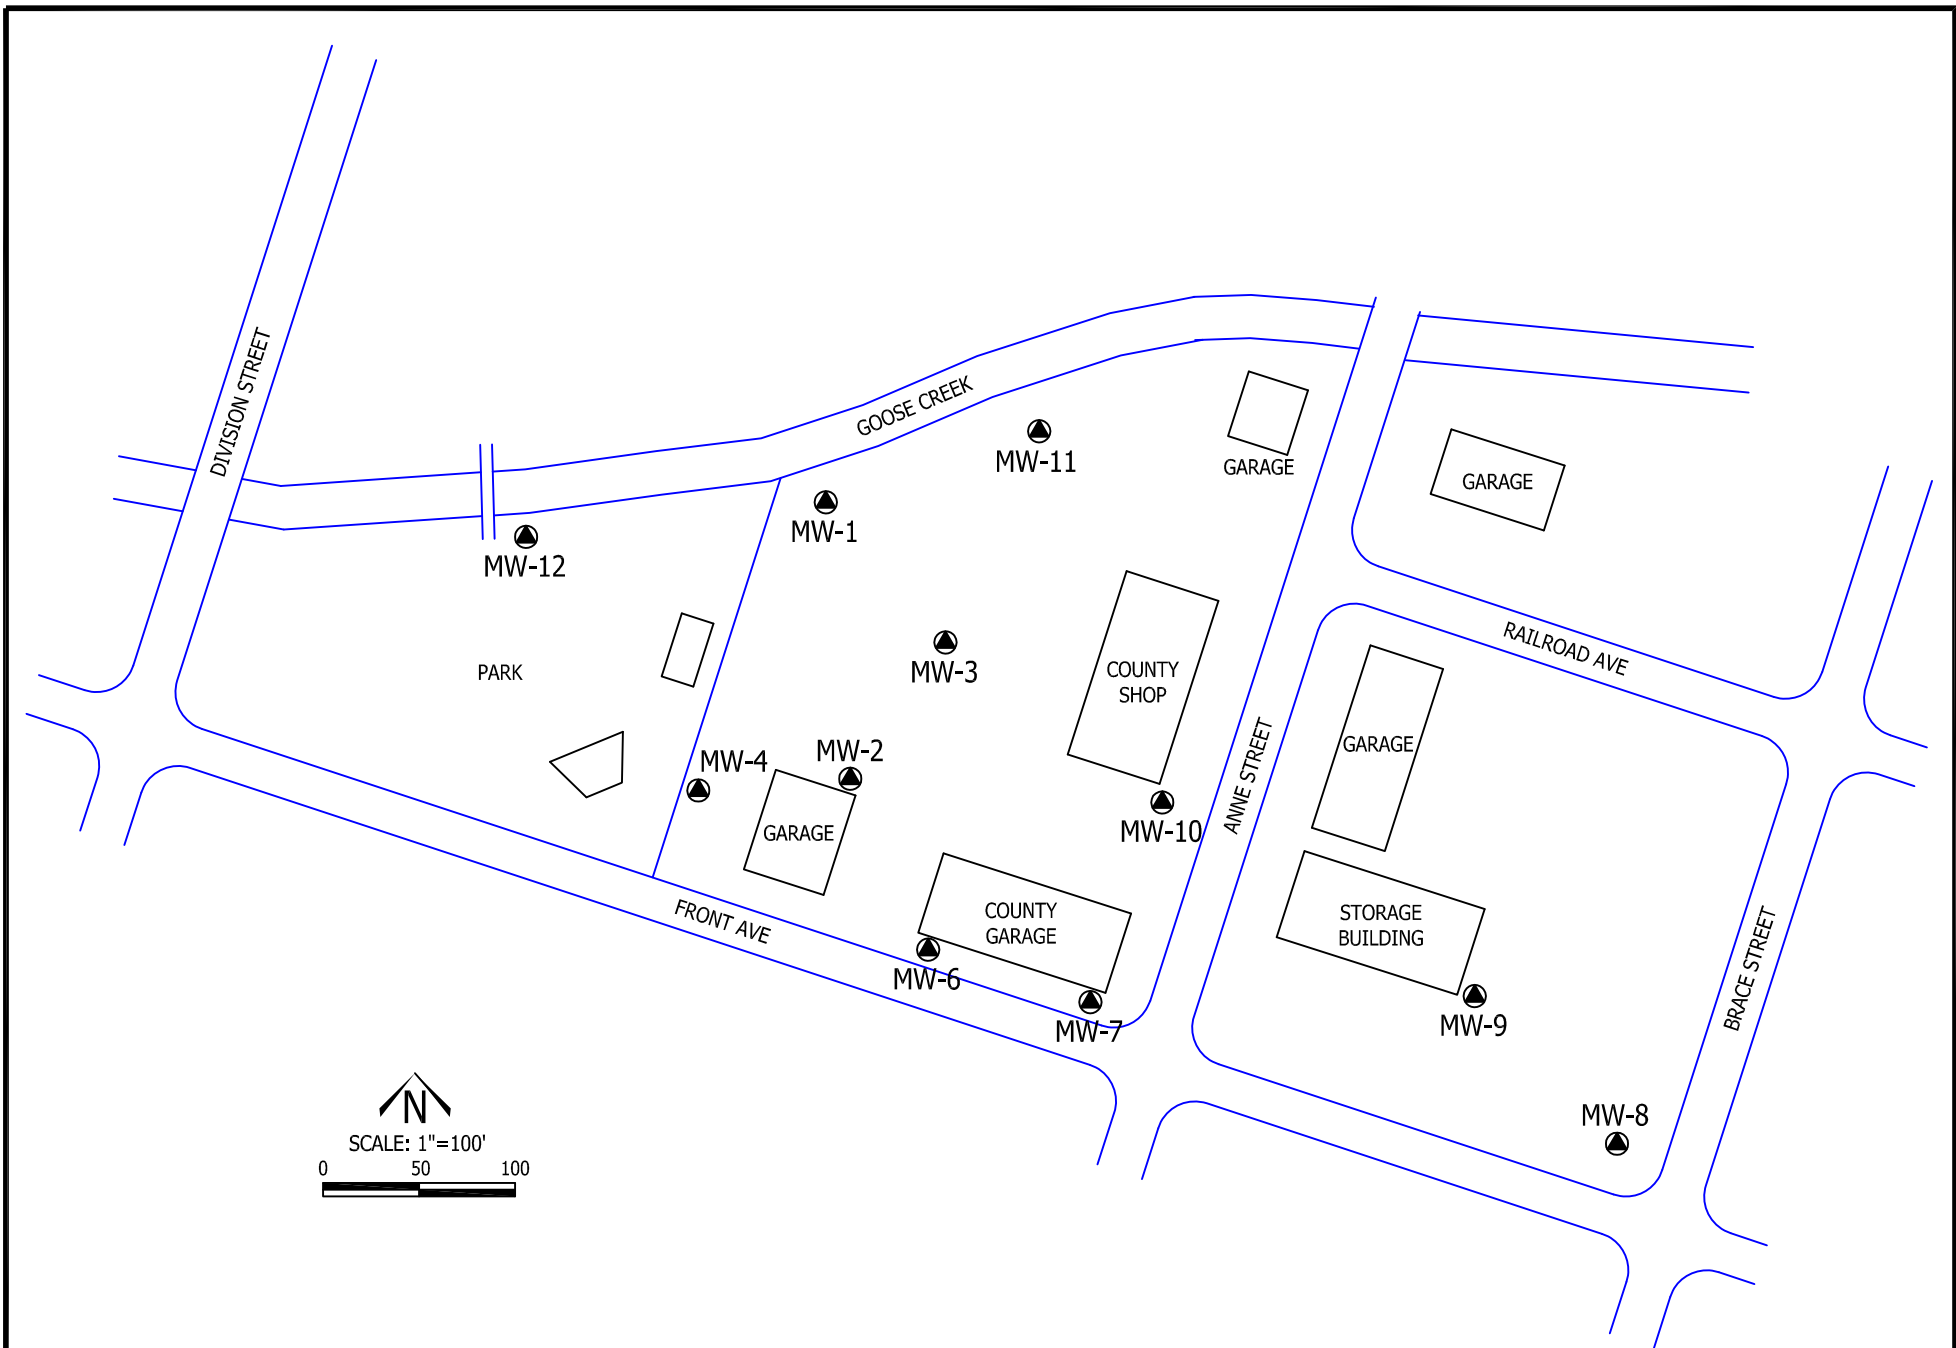 DIVISION STREET
GOOSE CREEK
MW-11
GARAGE
GARAGE
MW-1
MW-12
RAILROAD AVE
PARK
MW-3
COUNTY
SHOP
GARAGE
MW-4
MW-2
ANNE STREET
GARAGE
MW-10
FRONT AVE
COUNTY
GARAGE
STORAGE
BUILDING
BRACE STREET
MW-6
MW-7
MW-9
MW-8
N
SCALE: 1"=100'
0 50 100